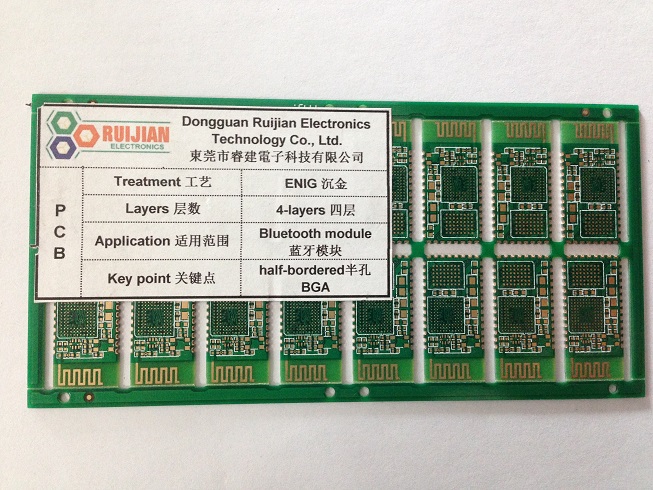 RUIJIAN
ELECTRONICS
Dongguan Ruijian Electronics
Technology Co., Ltd.
東莞市睿建電子科技有限公司
PCB
Treatment 工艺
ENIG 沉金
Layers 层数
4-layers 四层
Application 适用范围
Bluetooth module
蓝牙模块
Key point 关键点
half-bordered半孔
BGA